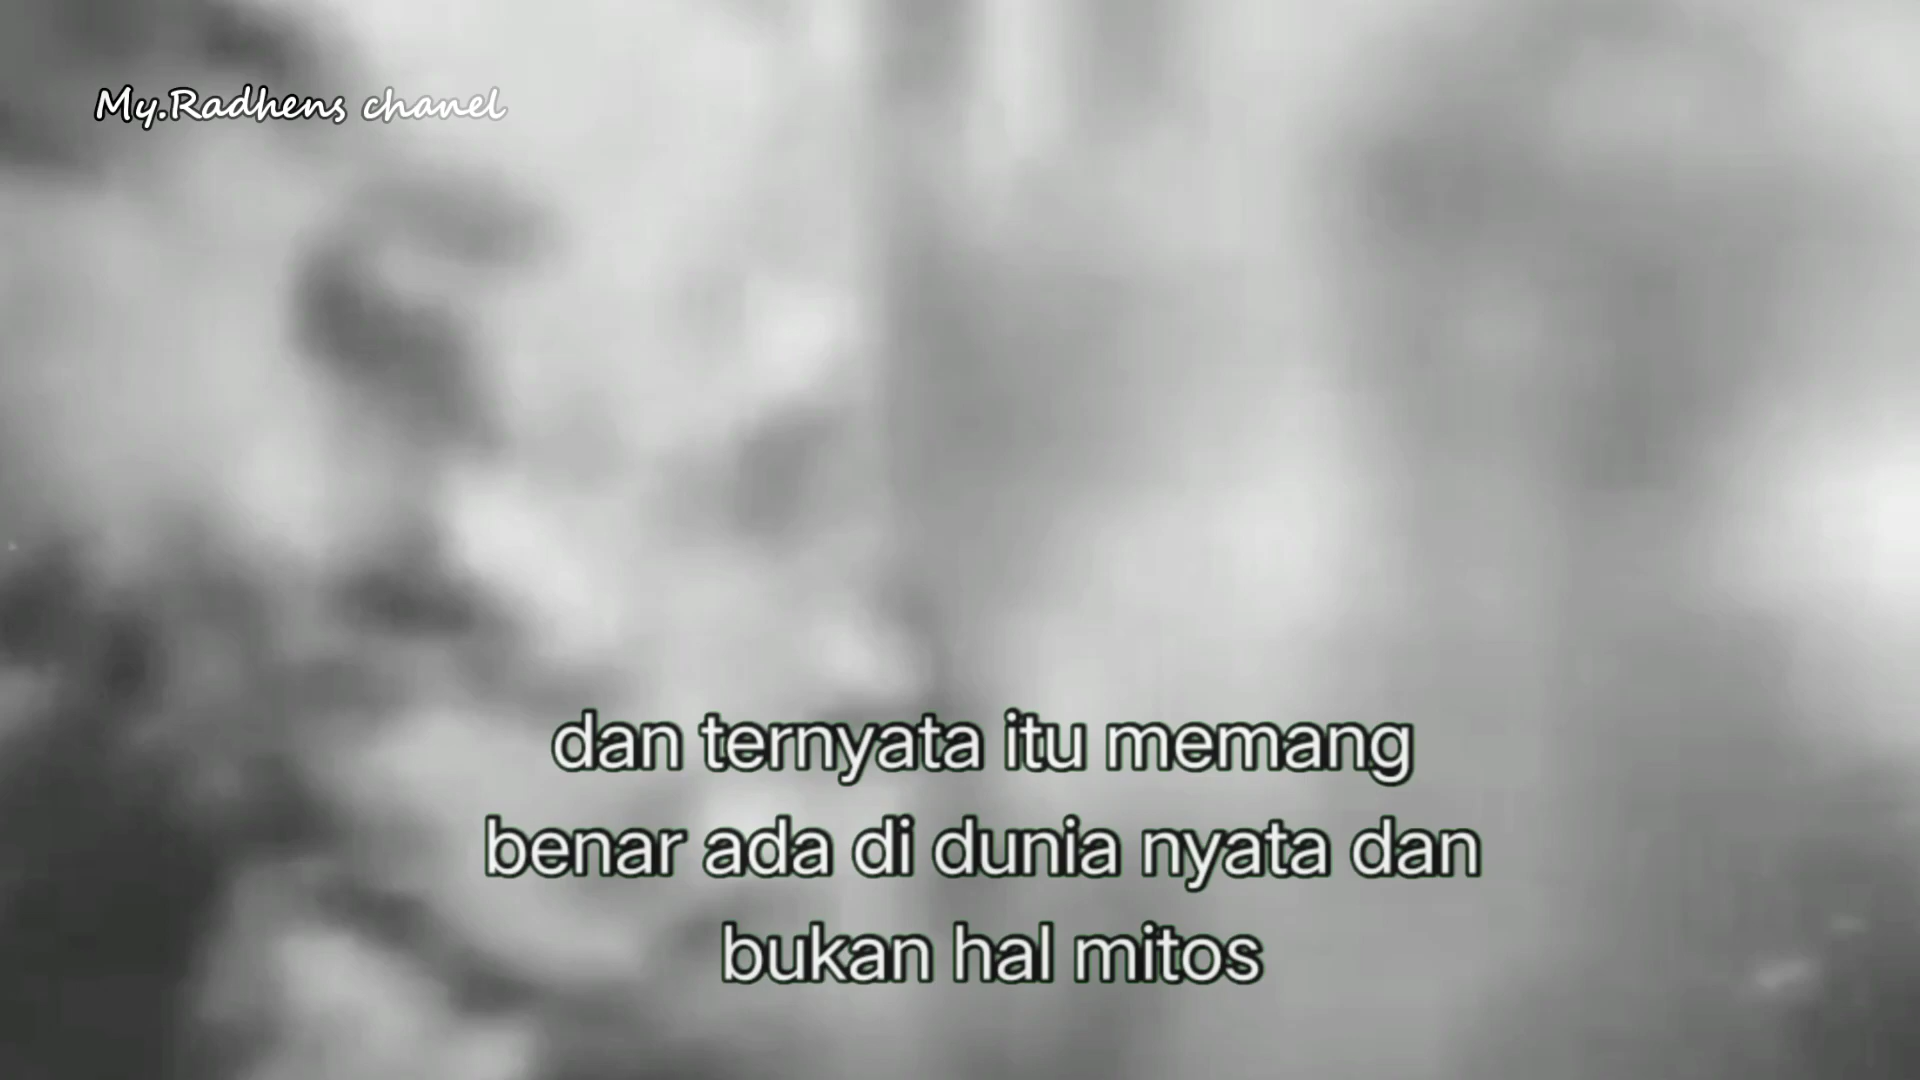 My.Radhens chanel
dan ternyata itu memang
benar ada di dunia nyata dan
bukan hal mitos